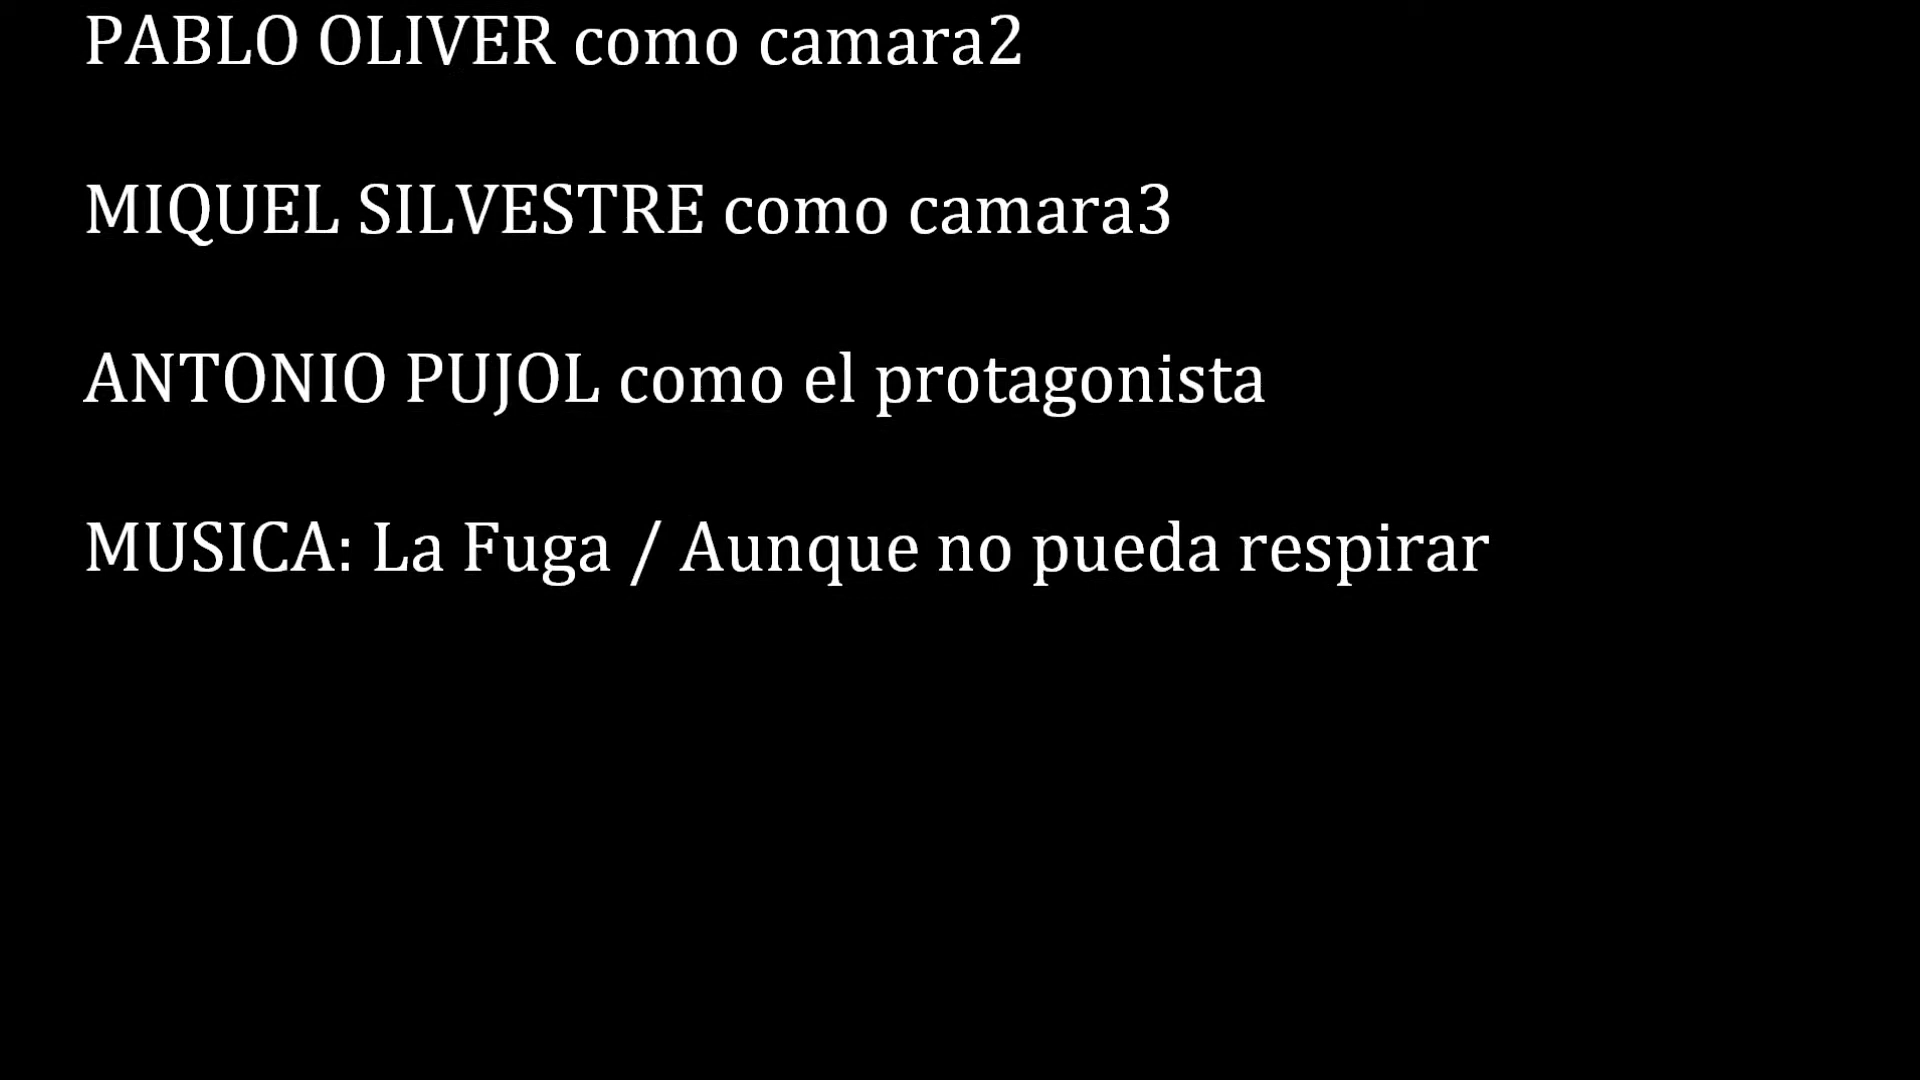 PABLO OLIVER como camara2
MIQUEL SILVESTRE como camara3
ANTONIO PUJOL como el protagonista
MUSICA: La Fuga / Aunque no pueda respirar